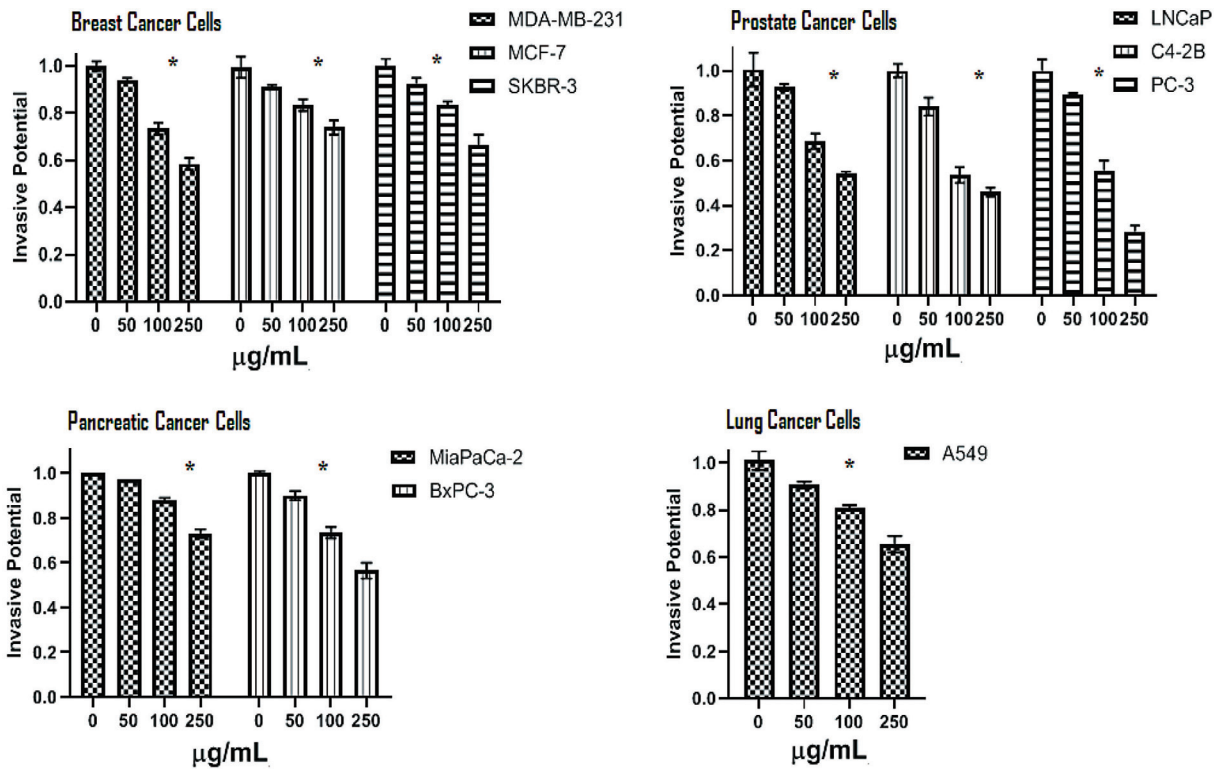 Breast Cancer Cells
MDA-MB-231
MCF-7
SKBR-3
* * *
1.0
0.8
0.6
0.4
0.2
0.0
Invasive Potential
0 50 100 250 0 50 100 250 0 50 100 250
μg/mL
Prostate Cancer Cells
LNCaP
C4-2B
PC-3
* * *
1.0
0.8
0.6
0.4
0.2
0.0
Invasive Potential
0 50 100 250 0 50 100 250 0 50 100 250
μg/mL
Pancreatic Cancer Cells
MiaPaCa-2
BxPC-3
* *
1.0
0.8
0.6
0.4
0.2
0.0
Invasive Potential
0 50 100 250 0 50 100 250
μg/mL
Lung Cancer Cells
A549
*
1.0
0.8
0.6
0.4
0.2
0.0
Invasive Potential
0 50 100 250
μg/mL